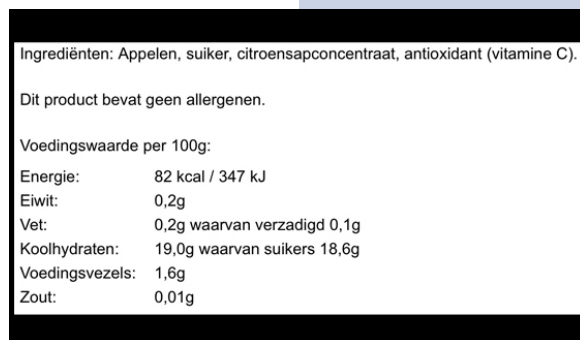 Ingrediënten: Appelen, suiker, citroensapconcentraat, antioxidant (vitamine C).
Dit product bevat geen allergenen.
Voedingswaarde per 100g:
Energie: 82 kcal / 347 kJ
Eiwit: 0,2g
Vet: 0,2g waarvan verzadigd 0,1g
Koolhydraten: 19,0g waarvan suikers 18,6g
Voedingsvezels: 1,6g
Zout: 0,01g